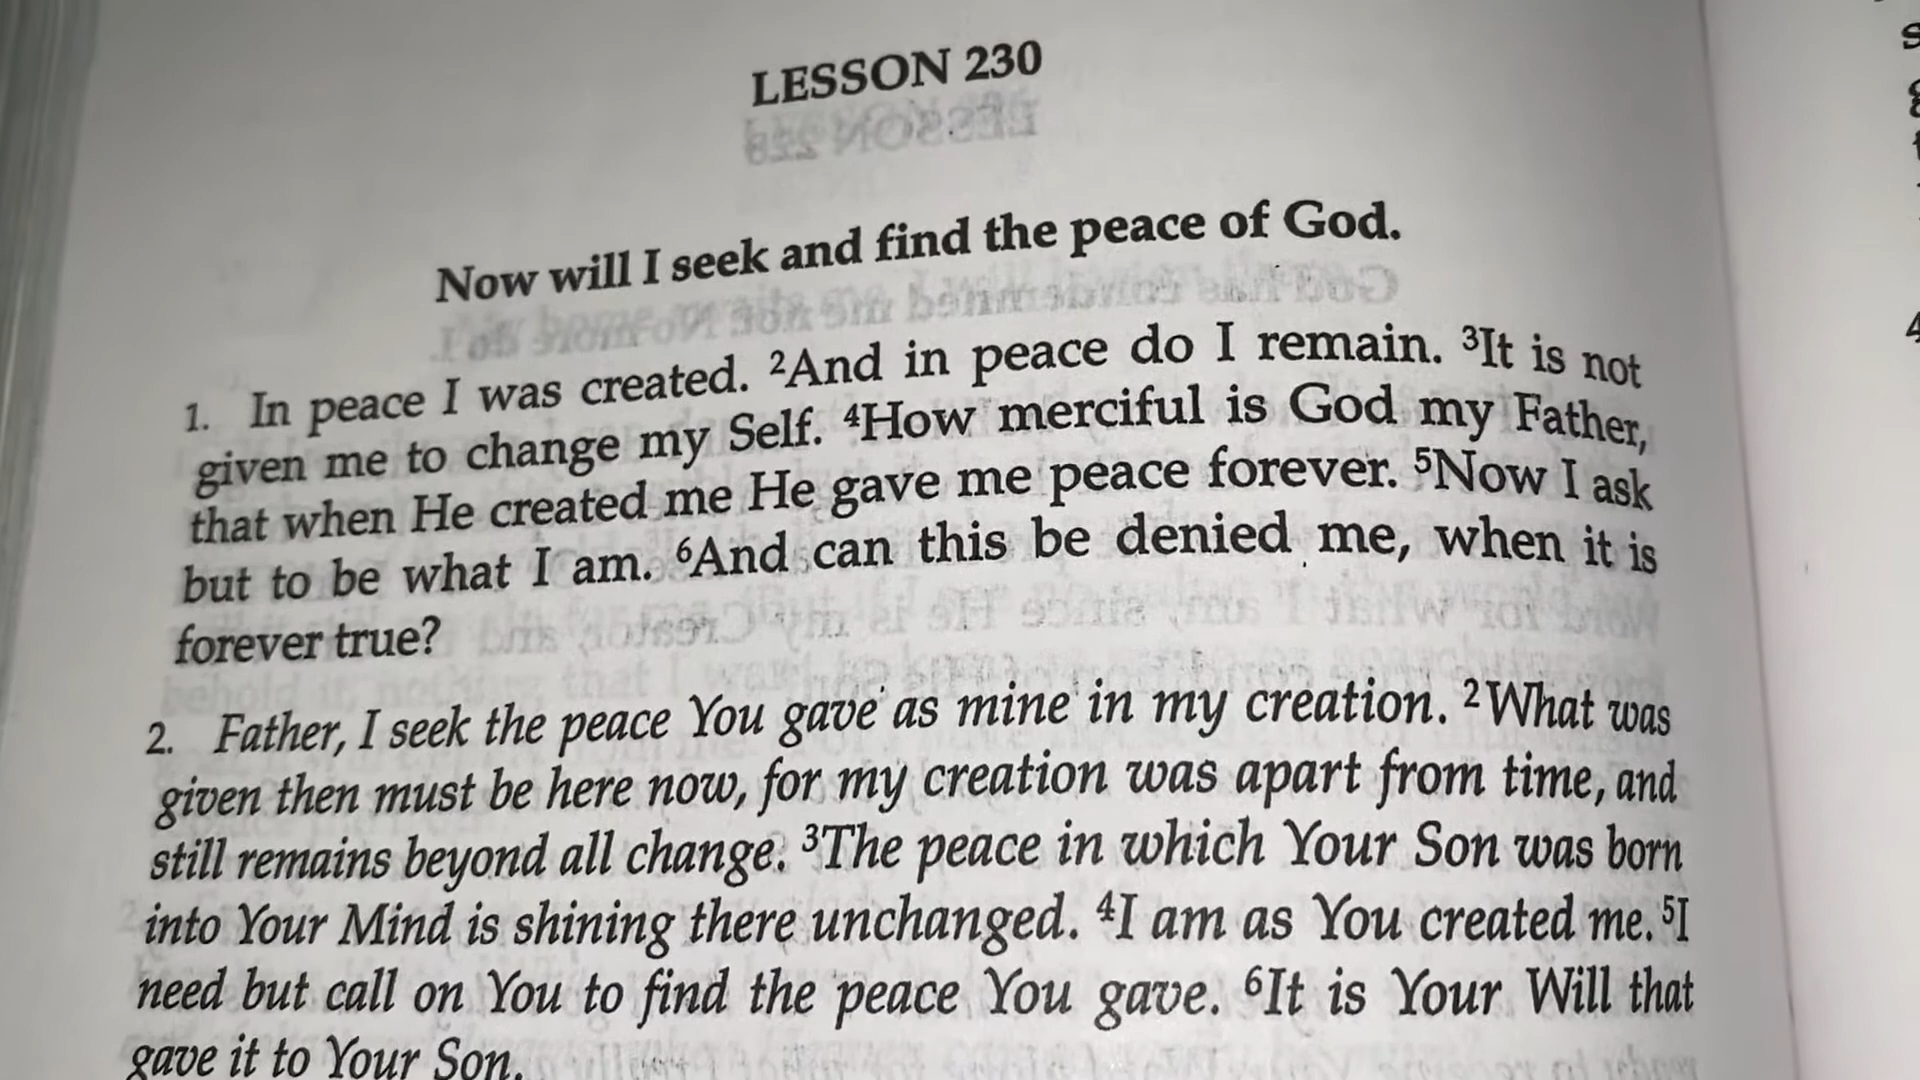 LESSON 230
Now will I seek and find the peace of God.
1. In peace I was created. ²And in peace do I remain. ³It is not
given me to change my Self. ⁴How merciful is God my Father,
that when He created me He gave me peace forever. ⁵Now I ask
but to be what I am. ⁶And can this be denied me, when it is
forever true?
2. Father, I seek the peace You gave as mine in my creation. ²What was
given then must be here now, for my creation was apart from time, and
still remains beyond all change. ³The peace in which Your Son was born
into Your Mind is shining there unchanged. ⁴I am as You created me. ⁵I
need but call on You to find the peace You gave. ⁶It is Your Will that
gave it to Your Son.